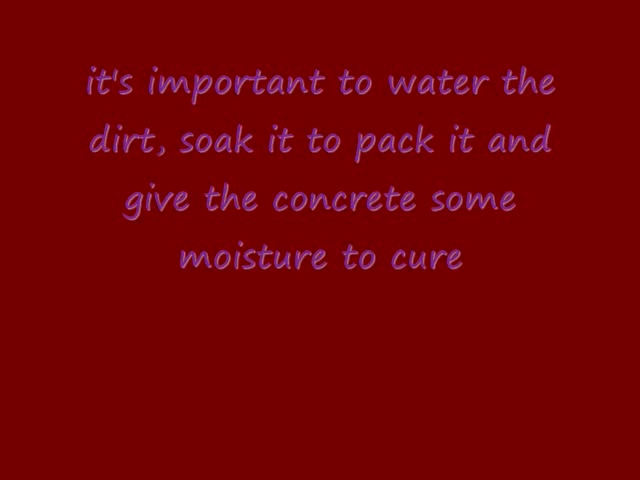 it's important to water the
dirt, soak it to pack it and
give the concrete some
moisture to cure